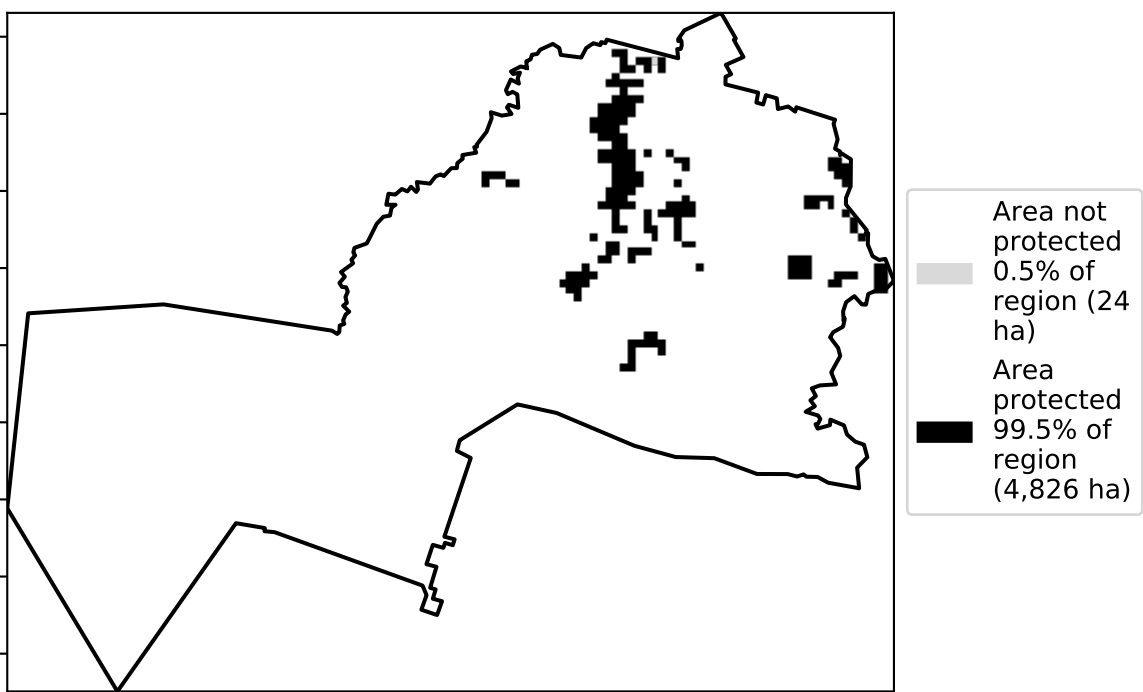 Area not
protected
0.5% of
region (24
ha)
Area
protected
99.5% of
region
(4,826 ha)